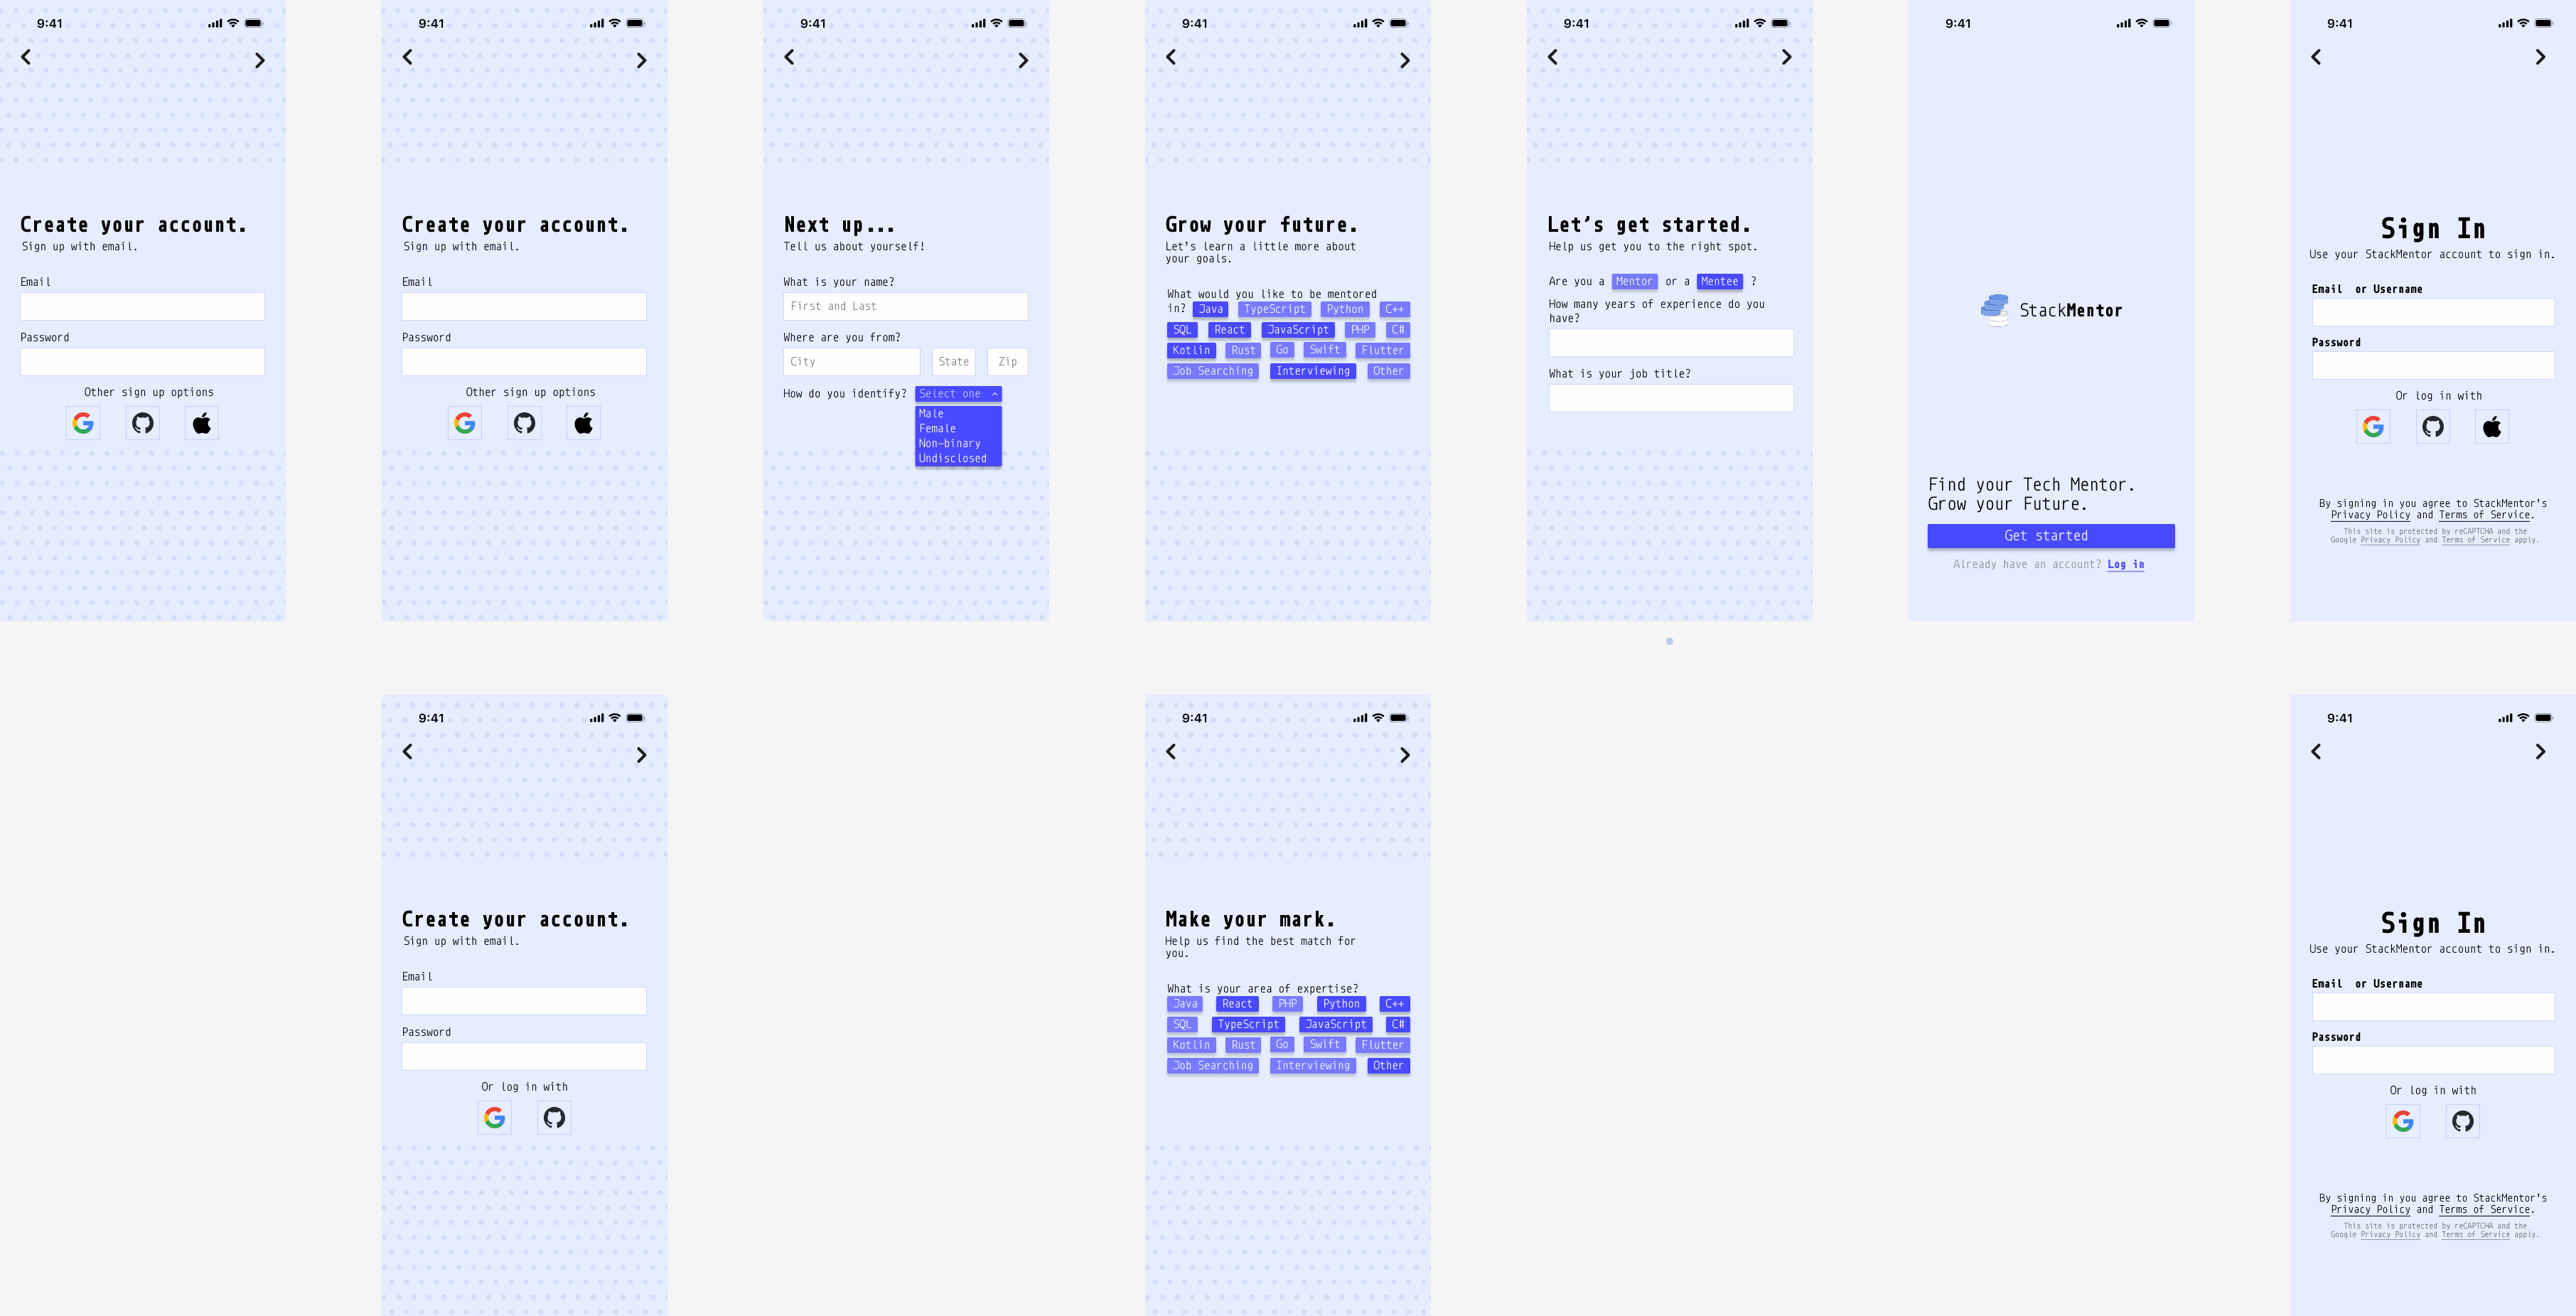 9:41
Create your account.
Sign up with email.
Email
Password
Other sign up options
9:41
Create your account.
Sign up with email.
Email
Password
Other sign up options
9:41
Next up...
Tell us about yourself!
What is your name?
First and Last
Where are you from?
City State Zip
How do you identify? Select one
Male
Female
Non-binary
Undisclosed
9:41
Grow your future.
Let's learn a little more about
your goals.
What would you like to be mentored
in? Java TypeScript Python C++
SQL React JavaScript PHP C#
Kotlin Rust Go Swift Flutter
Job Searching Interviewing Other
9:41
Let's get started.
Help us get you to the right spot.
Are you a Mentor or a Mentee ?
How many years of experience do you
have?
What is your job title?
9:41
StackMentor
Find your Tech Mentor.
Grow your Future.
Get started
Already have an account? Log in
9:41
Sign In
Use your StackMentor account to sign in.
Email or Username
Password
Or log in with
By signing in you agree to StackMentor's
Privacy Policy and Terms of Service.
This site is protected by reCAPTCHA and the
Google Privacy Policy and Terms of Service apply.
9:41
Create your account.
Sign up with email.
Email
Password
Or log in with
9:41
Make your mark.
Help us find the best match for
you.
What is your area of expertise?
Java React PHP Python C++
SQL TypeScript JavaScript C#
Kotlin Rust Go Swift Flutter
Job Searching Interviewing Other
9:41
Sign In
Use your StackMentor account to sign in.
Email or Username
Password
Or log in with
By signing in you agree to StackMentor's
Privacy Policy and Terms of Service.
This site is protected by reCAPTCHA and the
Google Privacy Policy and Terms of Service apply.